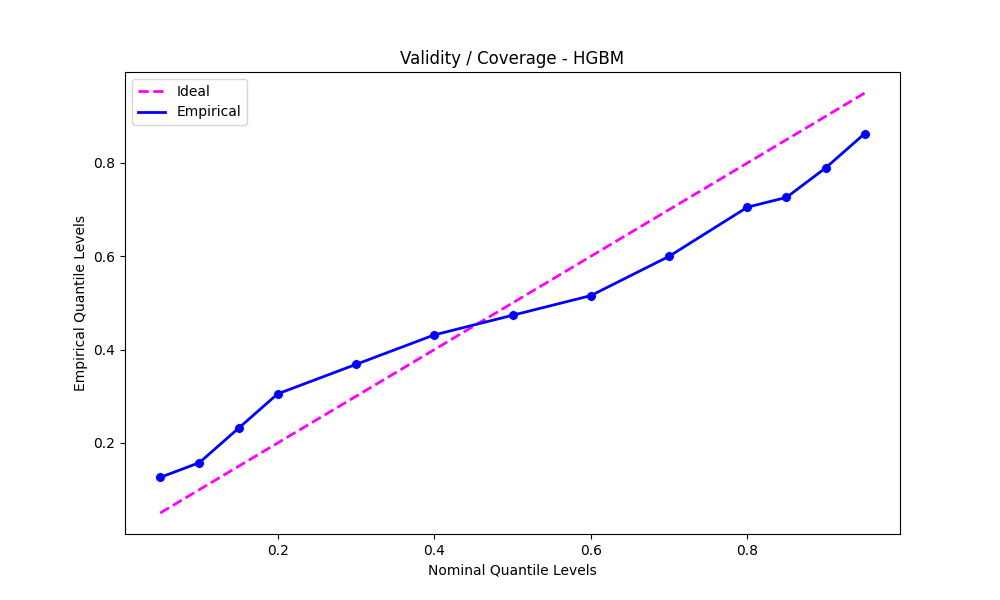 Validity / Coverage - HGBM
Ideal
Empirical
0.8
0.6
0.4
0.2
Empirical Quantile Levels
0.2 0.4 0.6 0.8
Nominal Quantile Levels